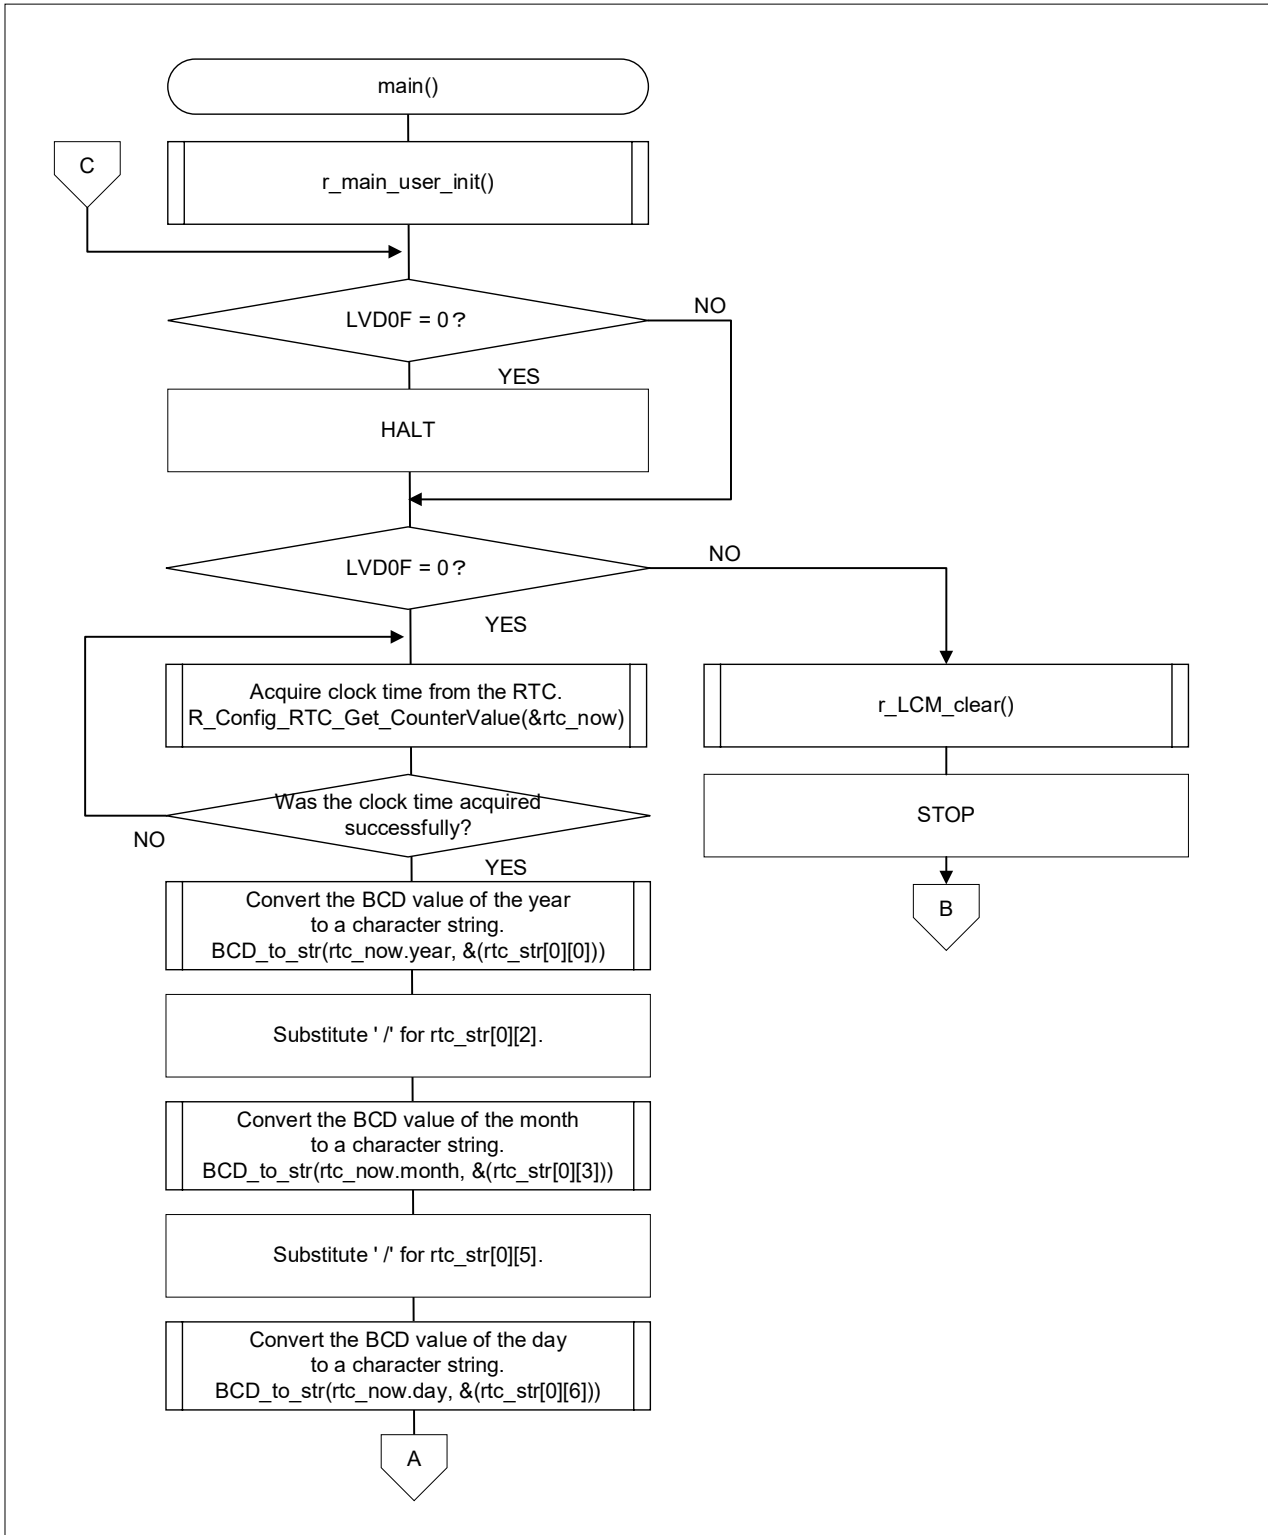 main()
C
r_main_user_init()
LVD0F = 0?
NO
YES
HALT
LVD0F = 0?
NO
YES
Acquire clock time from the RTC.
R_Config_RTC_Get_CounterValue(&rtc_now)
r_LCM_clear()
Was the clock time acquired
successfully?
NO
YES
STOP
B
Convert the BCD value of the year
to a character string.
BCD_to_str(rtc_now.year, &(rtc_str[0][0]))
Substitute ' /' for rtc_str[0][2].
Convert the BCD value of the month
to a character string.
BCD_to_str(rtc_now.month, &(rtc_str[0][3]))
Substitute ' /' for rtc_str[0][5].
Convert the BCD value of the day
to a character string.
BCD_to_str(rtc_now.day, &(rtc_str[0][6]))
A